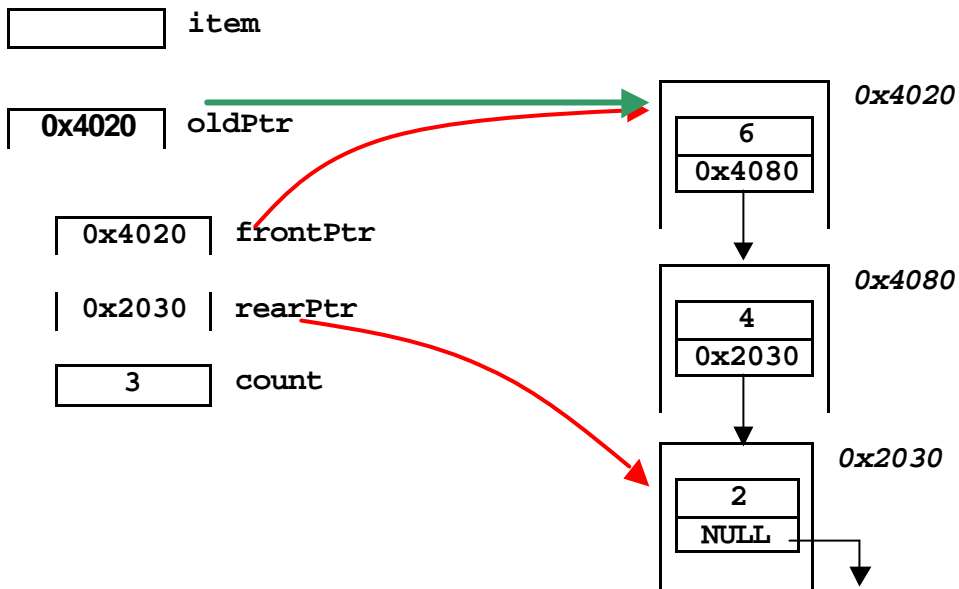 item
0x4020 oldPtr
0x4020 frontPtr
0x2030 rearPtr
3 count
0x4020
6
0x4080
0x4080
4
0x2030
0x2030
2
NULL